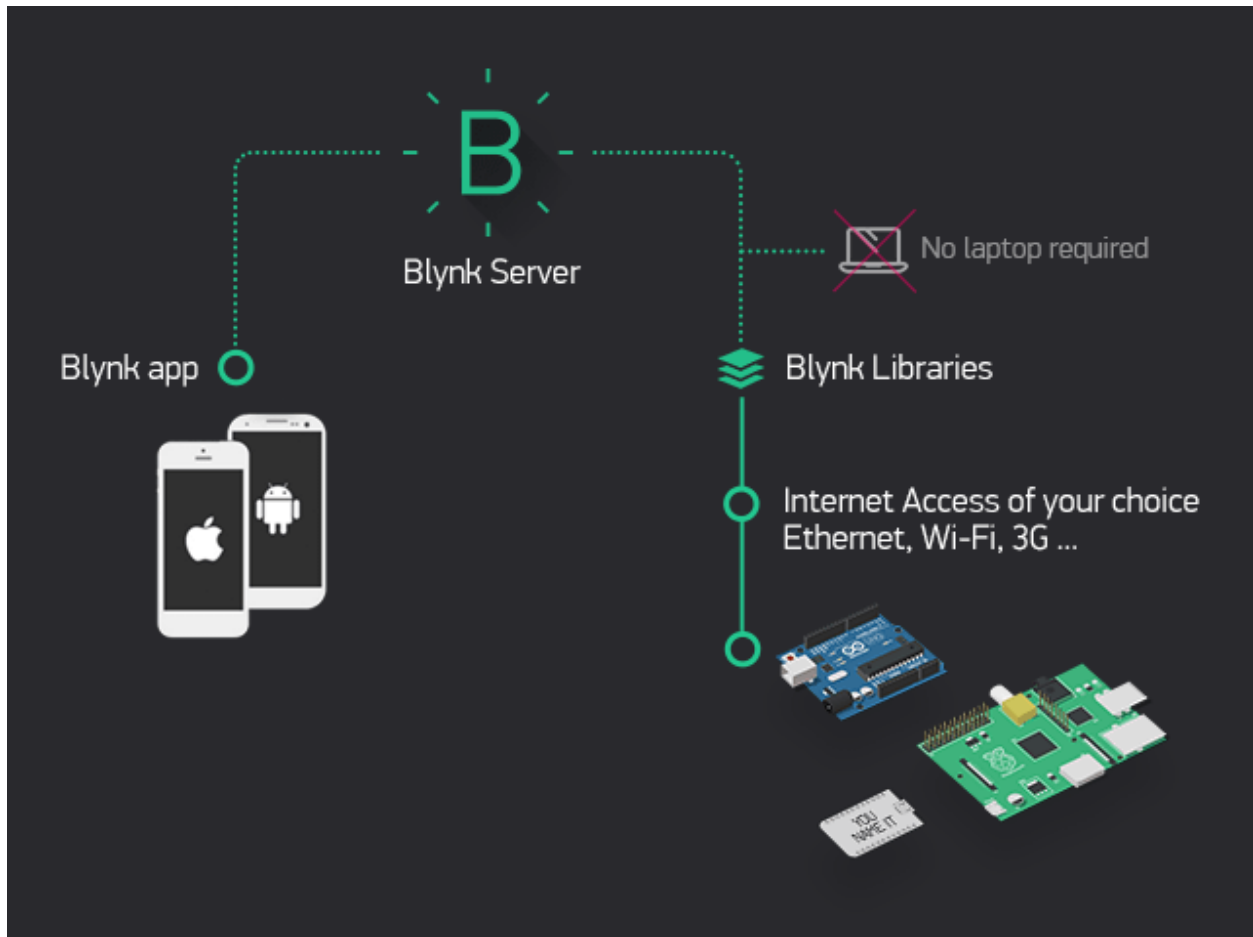 B
Blynk Server
No laptop required
Blynk app
Blynk Libraries
Internet Access of your choice
Ethernet, Wi-Fi, 3G ...
YOU
NAME IT